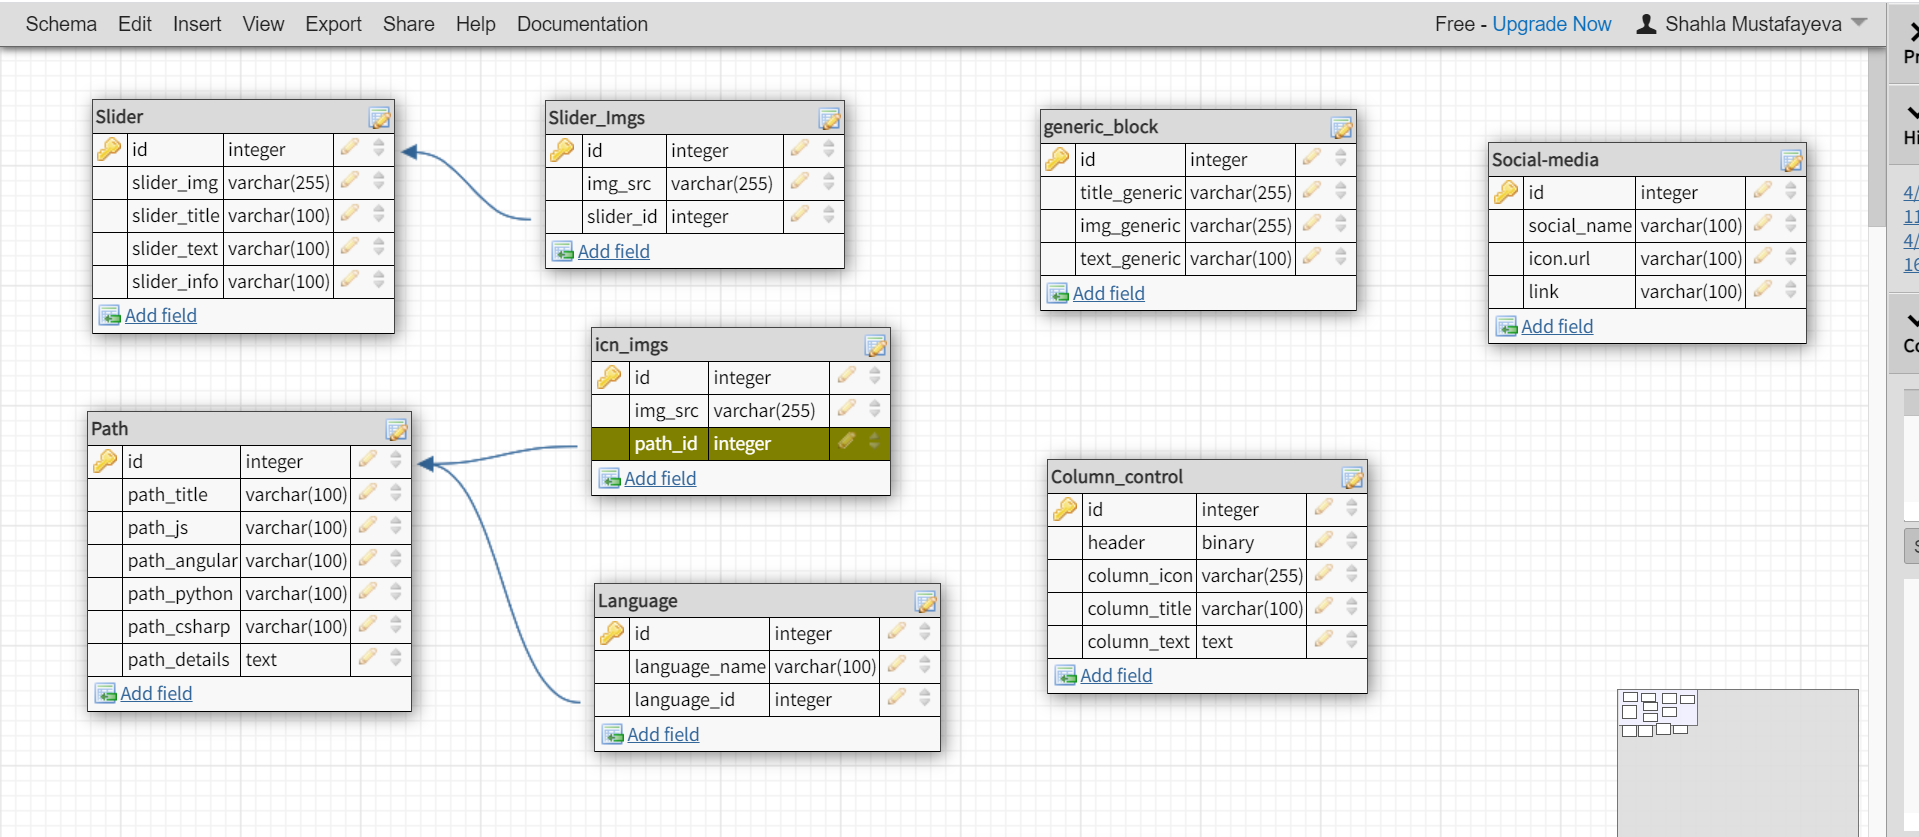 Schema Edit Insert View Export Share Help Documentation Free - Upgrade Now Shahla Mustafayeva
Slider
id integer
slider_img varchar(255)
slider_title varchar(100)
slider_text varchar(100)
slider_info varchar(100)
Add field
Slider_Imgs
id integer
img_src varchar(255)
slider_id integer
Add field
generic_block
id integer
title_generic varchar(255)
img_generic varchar(255)
text_generic varchar(100)
Add field
Social-media
id integer
social_name varchar(100)
icon.url varchar(100)
link varchar(100)
Add field
icn_imgs
id integer
img_src varchar(255)
path_id integer
Add field
Path
id integer
path_title varchar(100)
path_js varchar(100)
path_angular varchar(100)
path_python varchar(100)
path_csharp varchar(100)
path_details text
Add field
Language
id integer
language_name varchar(100)
language_id integer
Add field
Column_control
id integer
header binary
column_icon varchar(255)
column_title varchar(100)
column_text text
Add field
4/
11
4/
16